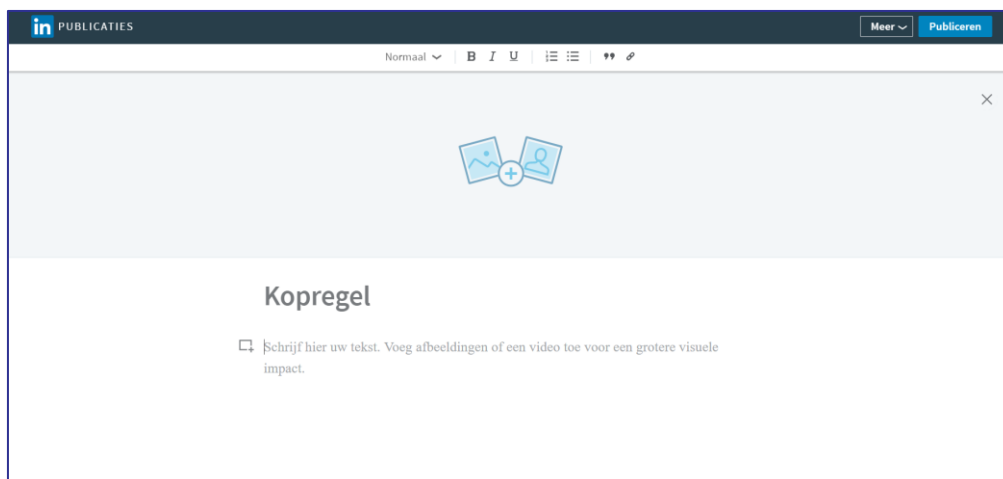 in PUBLICATIES
Meer
Publiceren
Normaal B I U
Kopregel
Schrijf hier uw tekst. Voeg afbeeldingen of een video toe voor een grotere visuele
impact.